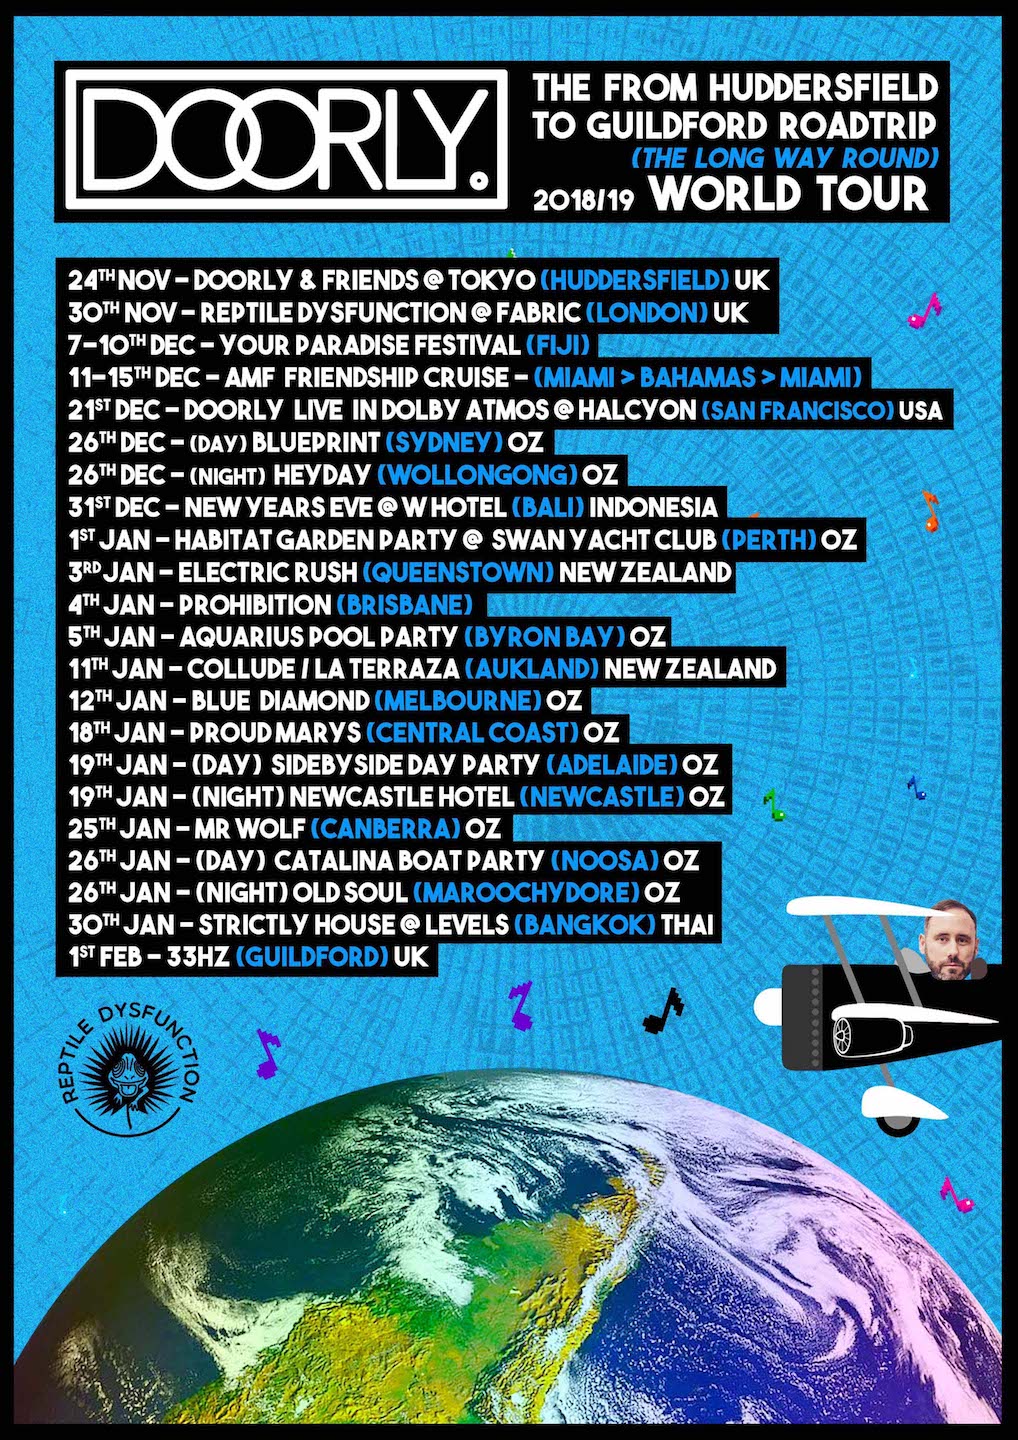 DOORLY.
THE FROM HUDDERSFIELD
TO GUILDFORD ROADTRIP
(THE LONG WAY ROUND)
2018/19 WORLD TOUR
24TH NOV - DOORLY & FRIENDS @ TOKYO (HUDDERSFIELD) UK
30TH NOV - REPTILE DYSFUNCTION @ FABRIC (LONDON) UK
7-10TH DEC - YOUR PARADISE FESTIVAL (FIJI)
11-15TH DEC - AMF FRIENDSHIP CRUISE - (MIAMI > BAHAMAS > MIAMI)
21ST DEC - DOORLY LIVE IN DOLBY ATMOS @ HALCYON (SAN FRANCISCO) USA
26TH DEC - (DAY) BLUEPRINT (SYDNEY) OZ
26TH DEC - (NIGHT) HEYDAY (WOLLONGONG) OZ
31ST DEC - NEW YEARS EVE @ W HOTEL (BALI) INDONESIA
1ST JAN - HABITAT GARDEN PARTY @ SWAN YACHT CLUB (PERTH) OZ
3RD JAN - ELECTRIC RUSH (QUEENSTOWN) NEW ZEALAND
4TH JAN - PROHIBITION (BRISBANE)
5TH JAN - AQUARIUS POOL PARTY (BYRON BAY) OZ
11TH JAN - COLLUDE / LA TERRAZA (AUKLAND) NEW ZEALAND
12TH JAN - BLUE DIAMOND (MELBOURNE) OZ
18TH JAN - PROUD MARYS (CENTRAL COAST) OZ
19TH JAN - (DAY) SIDEBYSIDE DAY PARTY (ADELAIDE) OZ
19TH JAN - (NIGHT) NEWCASTLE HOTEL (NEWCASTLE) OZ
25TH JAN - MR WOLF (CANBERRA) OZ
26TH JAN - (DAY) CATALINA BOAT PARTY (NOOSA) OZ
26TH JAN - (NIGHT) OLD SOUL (MAROOCHYDORE) OZ
30TH JAN - STRICTLY HOUSE @ LEVELS (BANGKOK) THAI
1ST FEB - 33HZ (GUILDFORD) UK
REPTILE DYSFUNCTION